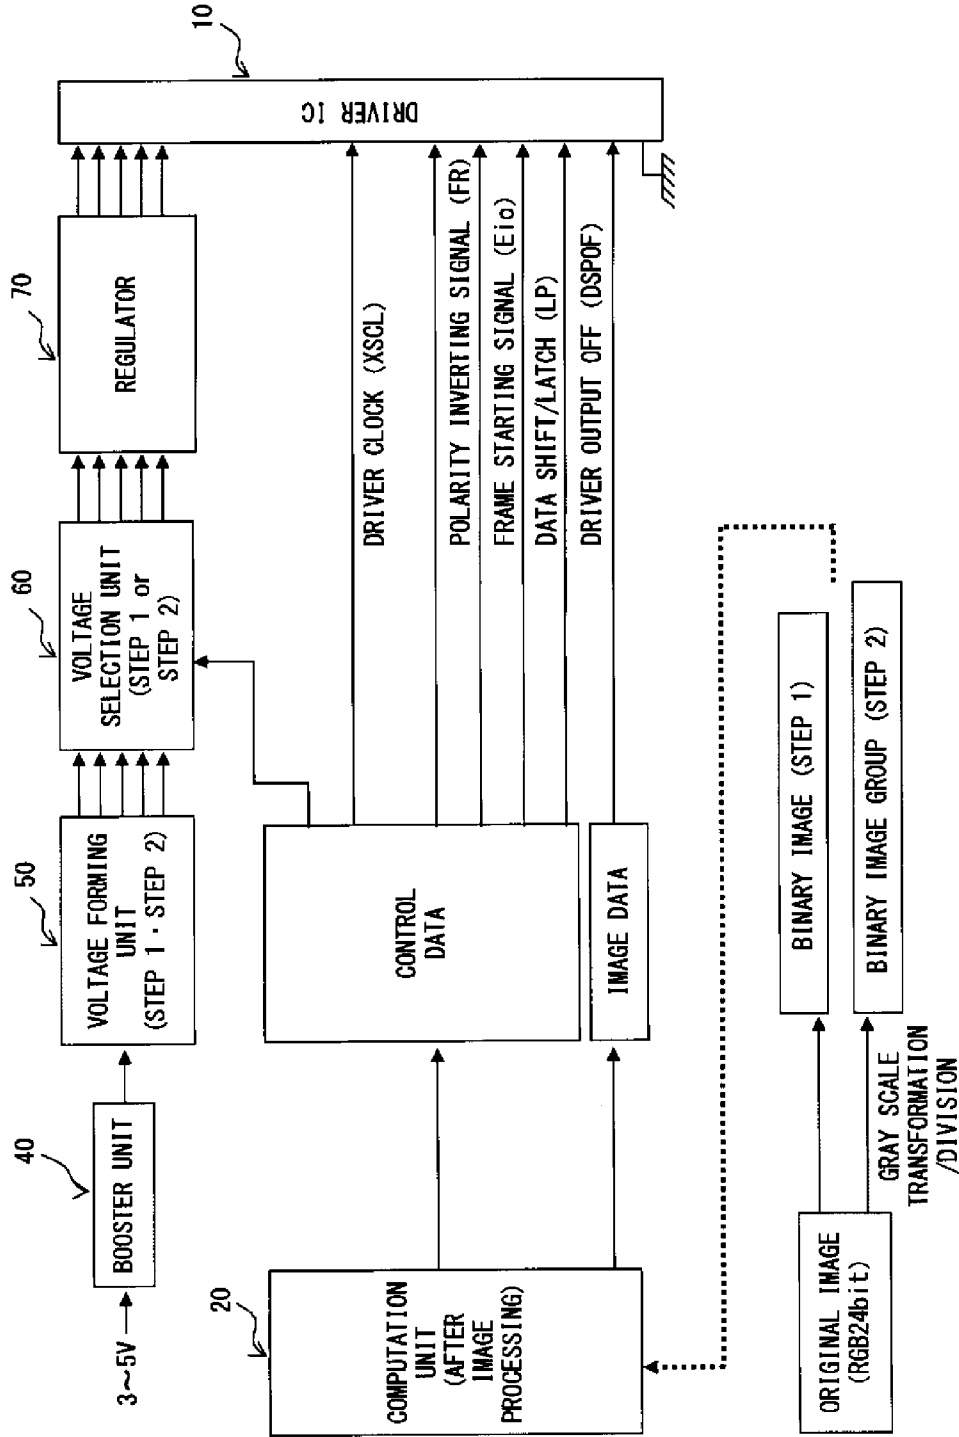 3~5V
40
BOOSTER UNIT
50
VOLTAGE FORMING
UNIT
(STEP 1・STEP 2)
60
VOLTAGE
SELECTION UNIT
(STEP 1 or
STEP 2)
70
REGULATOR
10
DRIVER IC
20
COMPUTATION
UNIT
(AFTER
IMAGE
PROCESSING)
CONTROL
DATA
IMAGE DATA
DRIVER CLOCK (XSCL)
POLARITY INVERTING SIGNAL (FR)
FRAME STARTING SIGNAL (Eio)
DATA SHIFT/LATCH (LP)
DRIVER OUTPUT OFF (DSPOF)
ORIGINAL IMAGE
(RGB24bit)
GRAY SCALE
TRANSFORMATION
/DIVISION
BINARY IMAGE (STEP 1)
BINARY IMAGE GROUP (STEP 2)